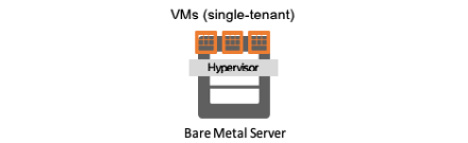 VMs (single-tenant)
Hypervisor
Bare Metal Server